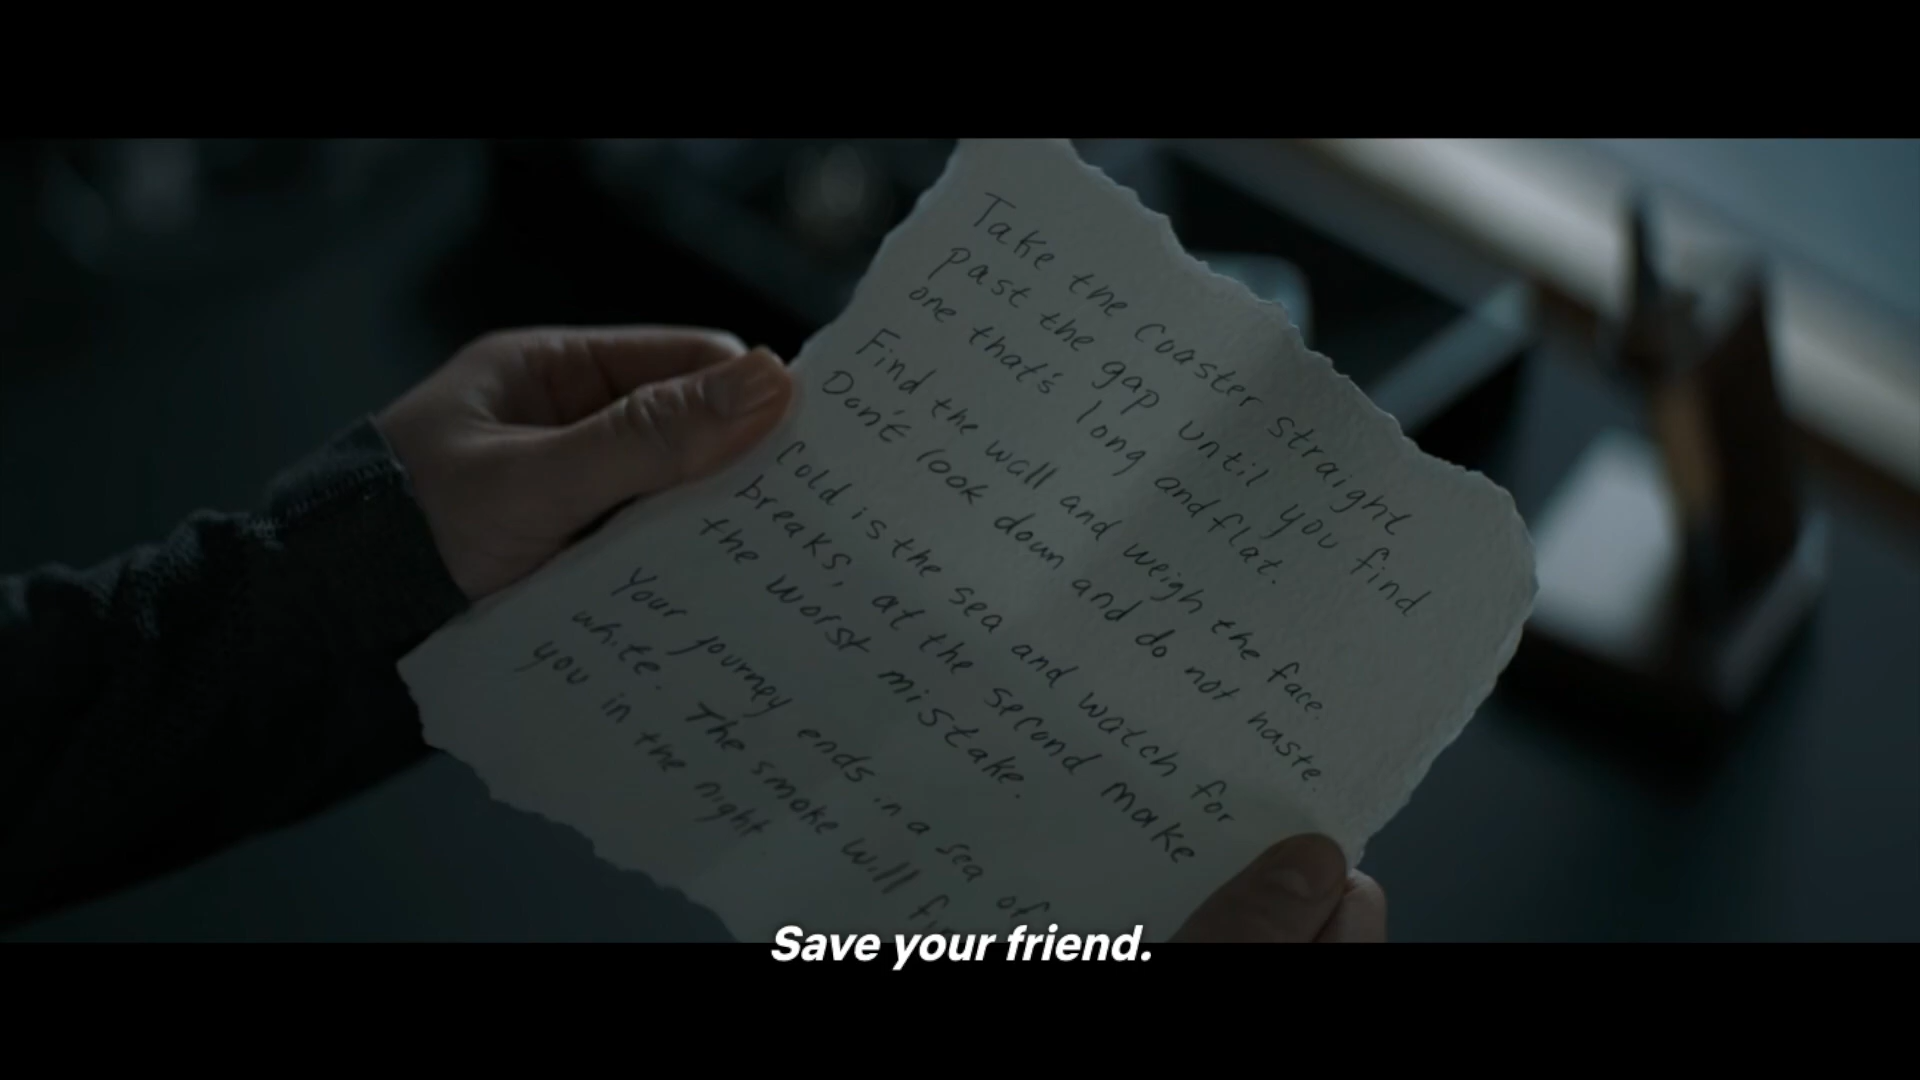 Take the Coaster straight
past the gap until you find
one that's long and flat.
Find the wall and weigh the face.
Don't look down and do not haste.
Cold is the sea and watch for
breaks, at the second make
the worst mistake.
Your journey ends in a sea of
white. The smoke will
you in the night
Save your friend.